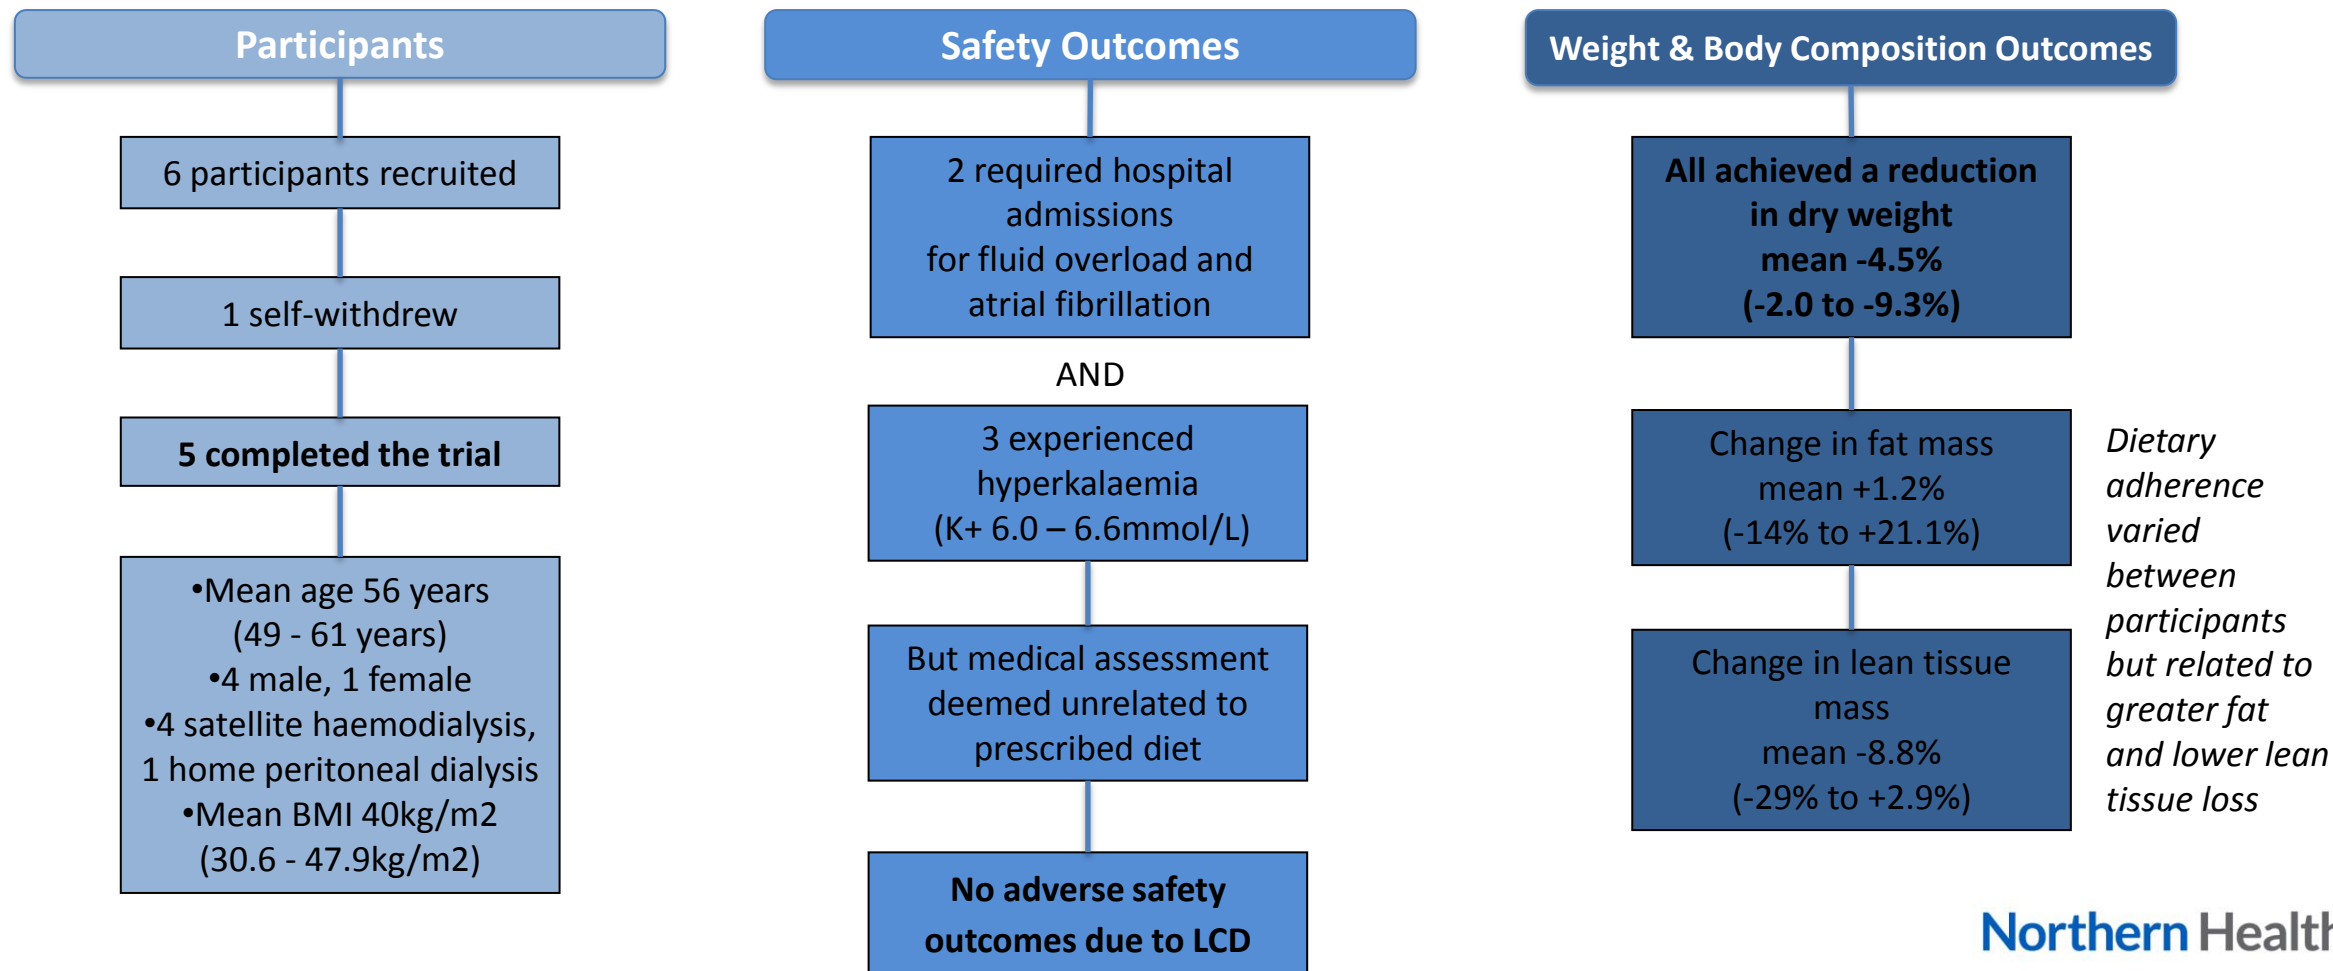 Participants
6 participants recruited
1 self-withdrew
5 completed the trial
•Mean age 56 years
(49 - 61 years)
•4 male, 1 female
•4 satellite haemodialysis,
1 home peritoneal dialysis
•Mean BMI 40kg/m2
(30.6 - 47.9kg/m2)
Safety Outcomes
2 required hospital
admissions
for fluid overload and
atrial fibrillation
AND
3 experienced
hyperkalaemia
(K+ 6.0 – 6.6mmol/L)
But medical assessment
deemed unrelated to
prescribed diet
No adverse safety
outcomes due to LCD
Weight & Body Composition Outcomes
All achieved a reduction
in dry weight
mean -4.5%
(-2.0 to -9.3%)
Change in fat mass
mean +1.2%
(-14% to +21.1%)
Change in lean tissue
mass
mean -8.8%
(-29% to +2.9%)
Dietary
adherence
varied
between
participants
but related to
greater fat
and lower lean
tissue loss
Northern Health